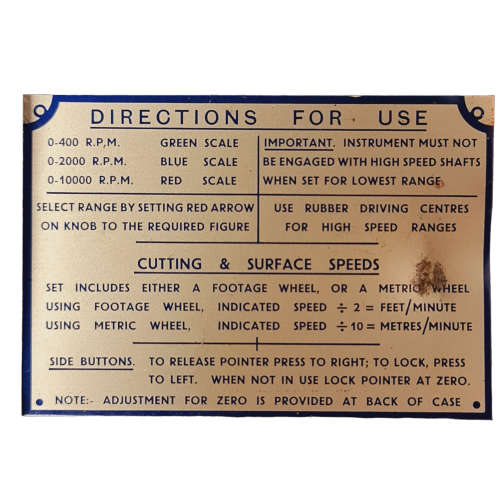 DIRECTIONS FOR USE
0-400 R.P.M. GREEN SCALE
0-2000 R.P.M. BLUE SCALE
0-10000 R.P.M. RED SCALE
IMPORTANT. INSTRUMENT MUST NOT
BE ENGAGED WITH HIGH SPEED SHAFTS
WHEN SET FOR LOWEST RANGE
SELECT RANGE BY SETTING RED ARROW
ON KNOB TO THE REQUIRED FIGURE
USE RUBBER DRIVING CENTRES
FOR HIGH SPEED RANGES
CUTTING & SURFACE SPEEDS
SET INCLUDES EITHER A FOOTAGE WHEEL, OR A METRIC WHEEL
USING FOOTAGE WHEEL, INDICATED SPEED ÷ 2 = FEET/MINUTE
USING METRIC WHEEL, INDICATED SPEED ÷ 10 = METRES/MINUTE
SIDE BUTTONS. TO RELEASE POINTER PRESS TO RIGHT; TO LOCK, PRESS
TO LEFT. WHEN NOT IN USE LOCK POINTER AT ZERO.
NOTE:- ADJUSTMENT FOR ZERO IS PROVIDED AT BACK OF CASE